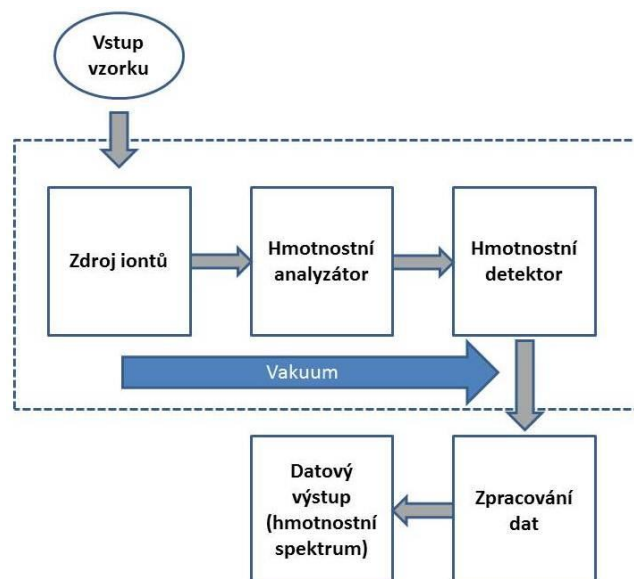 Vstup
vzorku
Zdroj iontů
Hmotnostní
analyzátor
Hmotnostní
detektor
Vakuum
Datový
výstup
(hmotnostní
spektrum)
Zpracování
dat